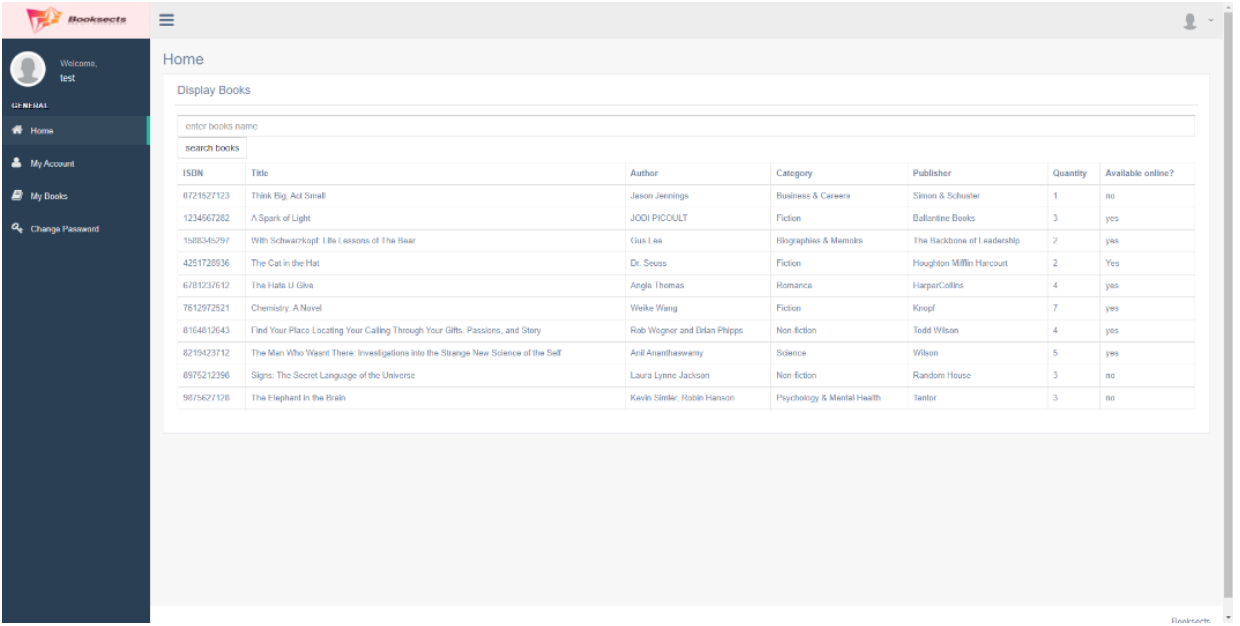 Booksects
Welcome,
test
GENERAL
Home
My Account
My Books
Change Password
Home
Display Books
enter books name
search books
ISBN Title Author Category Publisher Quantity Available online?
0721527123 Think Big, Act Small Jason Jennings Business & Careers Simon & Schuster 1 no
1234667282 A Spark of Light JODI PICOULT Fiction Ballantine Books 3 yes
1588345297 With Schwarzkopf: Life Lessons of The Bear Gus Lee Biographies & Memoirs The Backbone of Leadership 2 yes
4251728936 The Cat in the Hat Dr. Seuss Fiction Houghton Mifflin Harcourt 2 Yes
6781237612 The Hate U Give Angie Thomas Romance HarperCollins 4 yes
7612972521 Chemistry: A Novel Weike Wang Fiction Knopf 7 yes
8164812643 Find Your Place Locating Your Calling Through Your Gifts, Passions, and Story Rob Wegner and Brian Phipps Non-fiction Todd Wilson 4 yes
8219423712 The Man Who Wasnt There: Investigations into the Strange New Science of the Self Anil Ananthaswamy Science Wilson 5 yes
8975212396 Signs: The Secret Language of the Universe Laura Lynne Jackson Non-fiction Random House 3 no
9875627128 The Elephant in the Brain Kevin Simler, Robin Hanson Psychology & Mental Health Tantor 3 no
Booksects